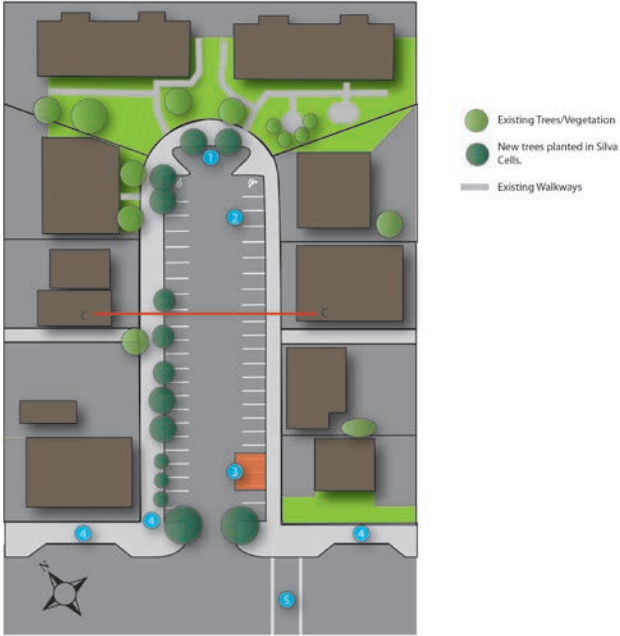 Existing Trees/Vegetation
New trees planted in Silva
Cells.
Existing Walkways
1
2
C
C
3
4
4
4
N
5